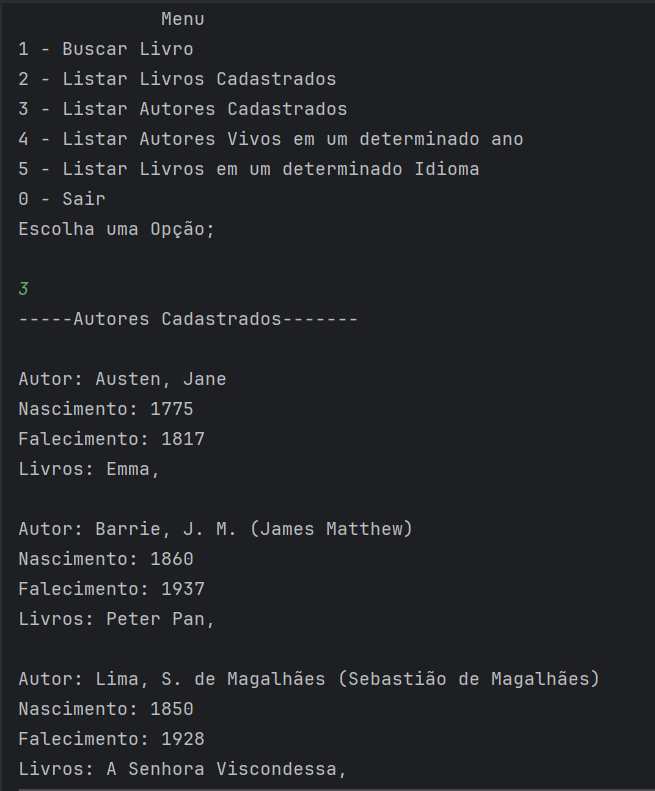 Menu
1 - Buscar Livro
2 - Listar Livros Cadastrados
3 - Listar Autores Cadastrados
4 - Listar Autores Vivos em um determinado ano
5 - Listar Livros em um determinado Idioma
0 - Sair
Escolha uma Opção;
3
-----Autores Cadastrados-------
Autor: Austen, Jane
Nascimento: 1775
Falecimento: 1817
Livros: Emma,
Autor: Barrie, J. M. (James Matthew)
Nascimento: 1860
Falecimento: 1937
Livros: Peter Pan,
Autor: Lima, S. de Magalhães (Sebastião de Magalhães)
Nascimento: 1850
Falecimento: 1928
Livros: A Senhora Viscondessa,